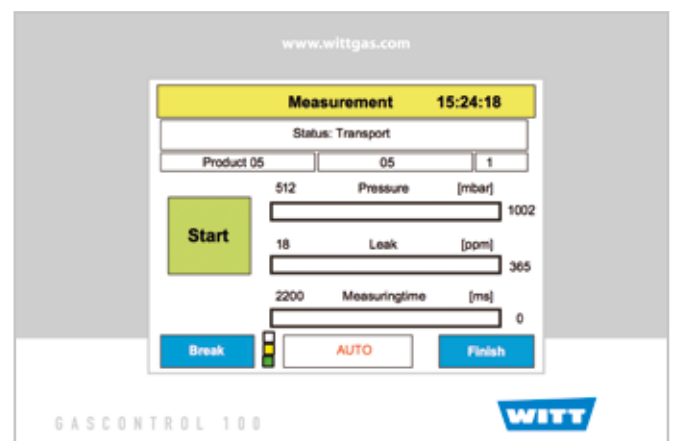 www.wittgas.com
Measurement 15:24:18
Status: Transport
Product 05 05 1
512 Pressure [mbar]
1002
Start
18 Leak [ppm]
365
2200 Measuringtime [ms]
0
Break AUTO Finish
GASCONTROL 100
WITT